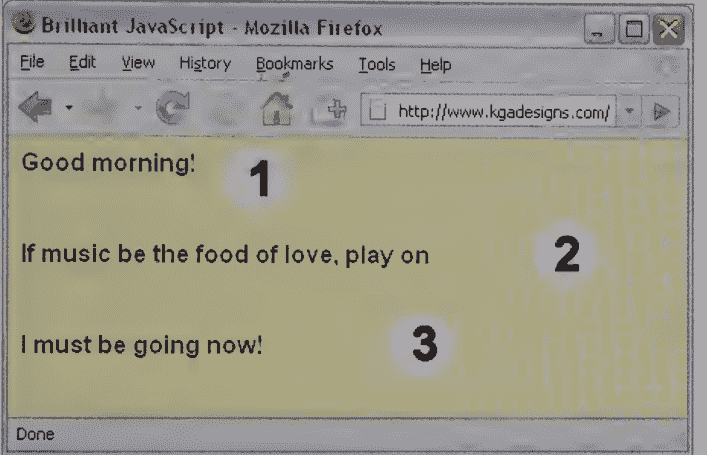 Brilliant JavaScript - Mozilla Firefox
File Edit View History Bookmarks Tools Help
http://www.kgadesigns.com/
Good morning! 1
If music be the food of love, play on 2
I must be going now! 3
Done